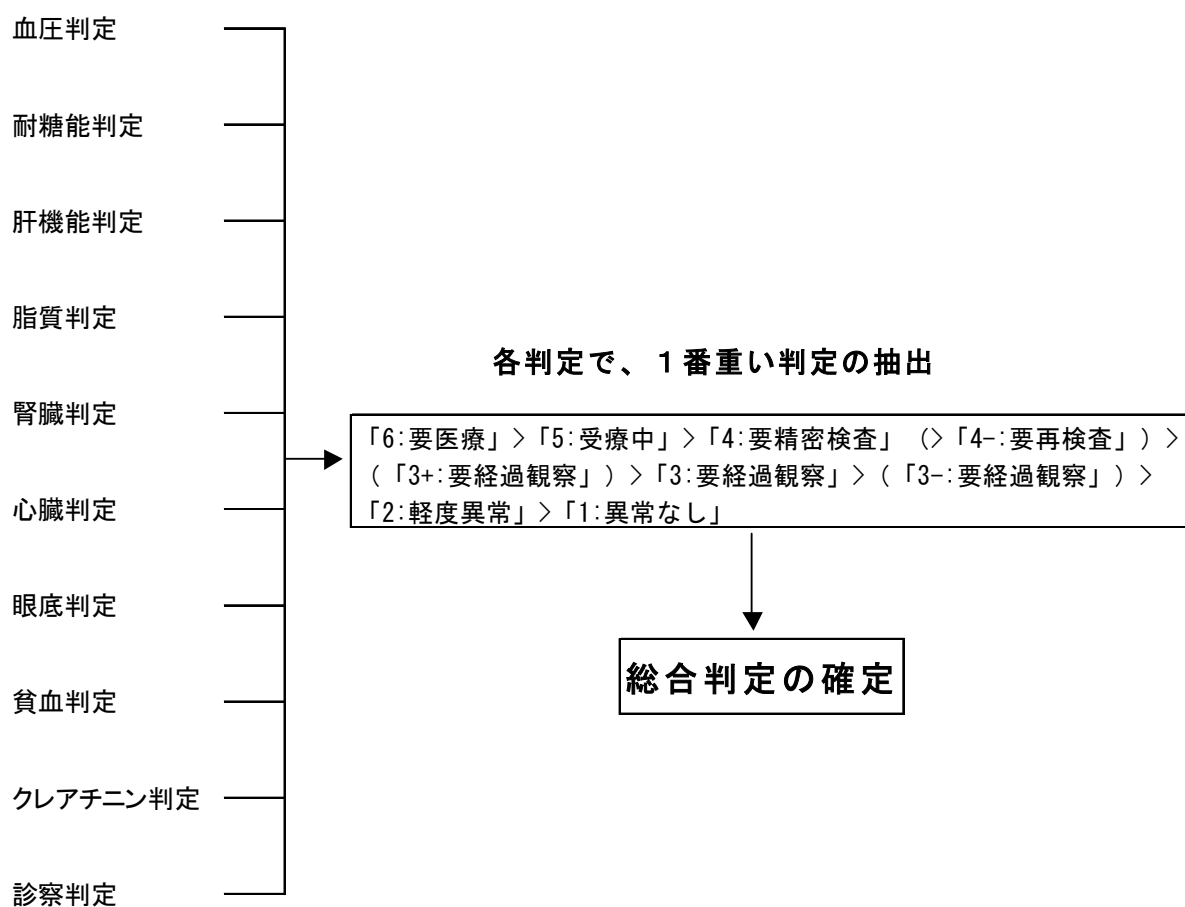 血圧判定
耐糖能判定
肝機能判定
脂質判定
腎臓判定
心臓判定
眼底判定
貧血判定
クレアチニン判定
診察判定
各判定で、１番重い判定の抽出
「6:要医療」＞「5:受療中」＞「4:要精密検査」（＞「4-:要再検査」）＞
（「3+:要経過観察」）＞「3:要経過観察」＞（「3-:要経過観察」）＞
「2:軽度異常」＞「1:異常なし」
総合判定の確定